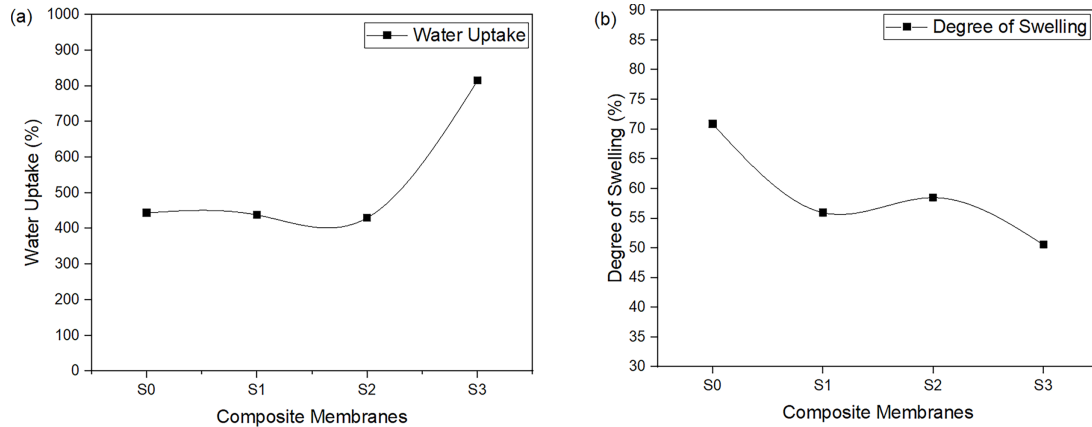 (a)
Water Uptake
1000
900
800
700
600
500
400
300
200
100
0
Water Uptake (%)
S0 S1 S2 S3
Composite Membranes
(b)
Degree of Swelling
90
85
80
75
70
65
60
55
50
45
40
35
30
Degree of Swelling (%)
S0 S1 S2 S3
Composite Membranes